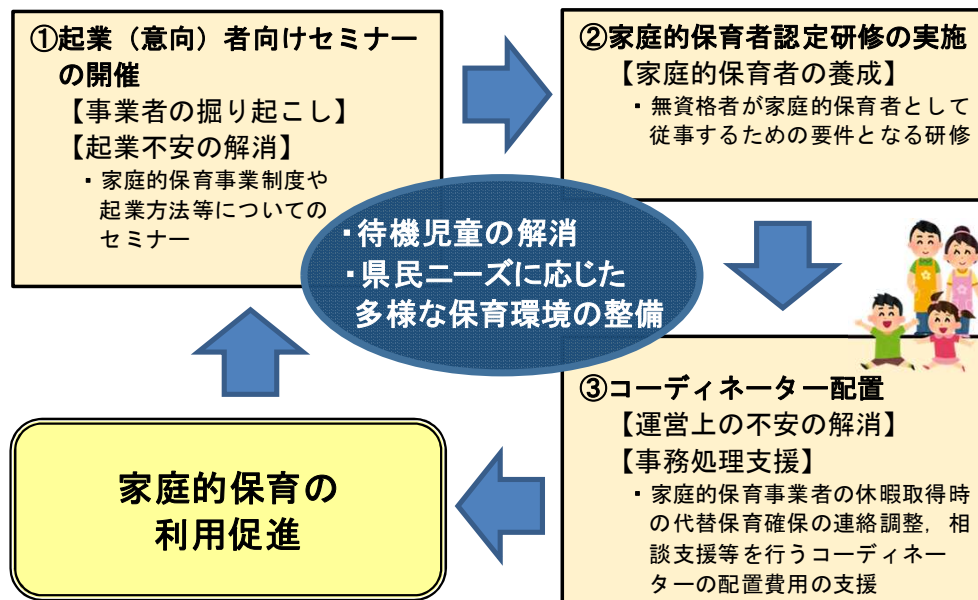 ①起業（意向）者向けセミナー
の開催
【事業者の掘り起こし】
【起業不安の解消】
・家庭的保育事業制度や
起業方法等についての
セミナー
②家庭的保育者認定研修の実施
【家庭的保育者の養成】
・無資格者が家庭的保育者として
従事するための要件となる研修
・待機児童の解消
・県民ニーズに応じた
多様な保育環境の整備
③コーディネーター配置
【運営上の不安の解消】
【事務処理支援】
・家庭的保育事業者の休暇取得時
の代替保育確保の連絡調整，相
談支援等を行うコーディネー
ターの配置費用の支援
家庭的保育の
利用促進